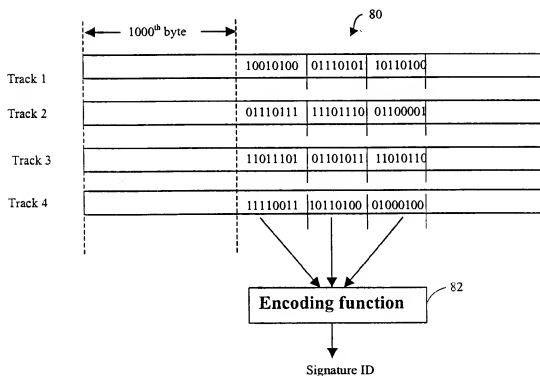 80
1000th byte
Track 1 10010100 01110101 10110100
Track 2 01110111 11101110 01100001
Track 3 11011101 01101011 11010110
Track 4 11110011 10110100 01000100
Encoding function 82
Signature ID